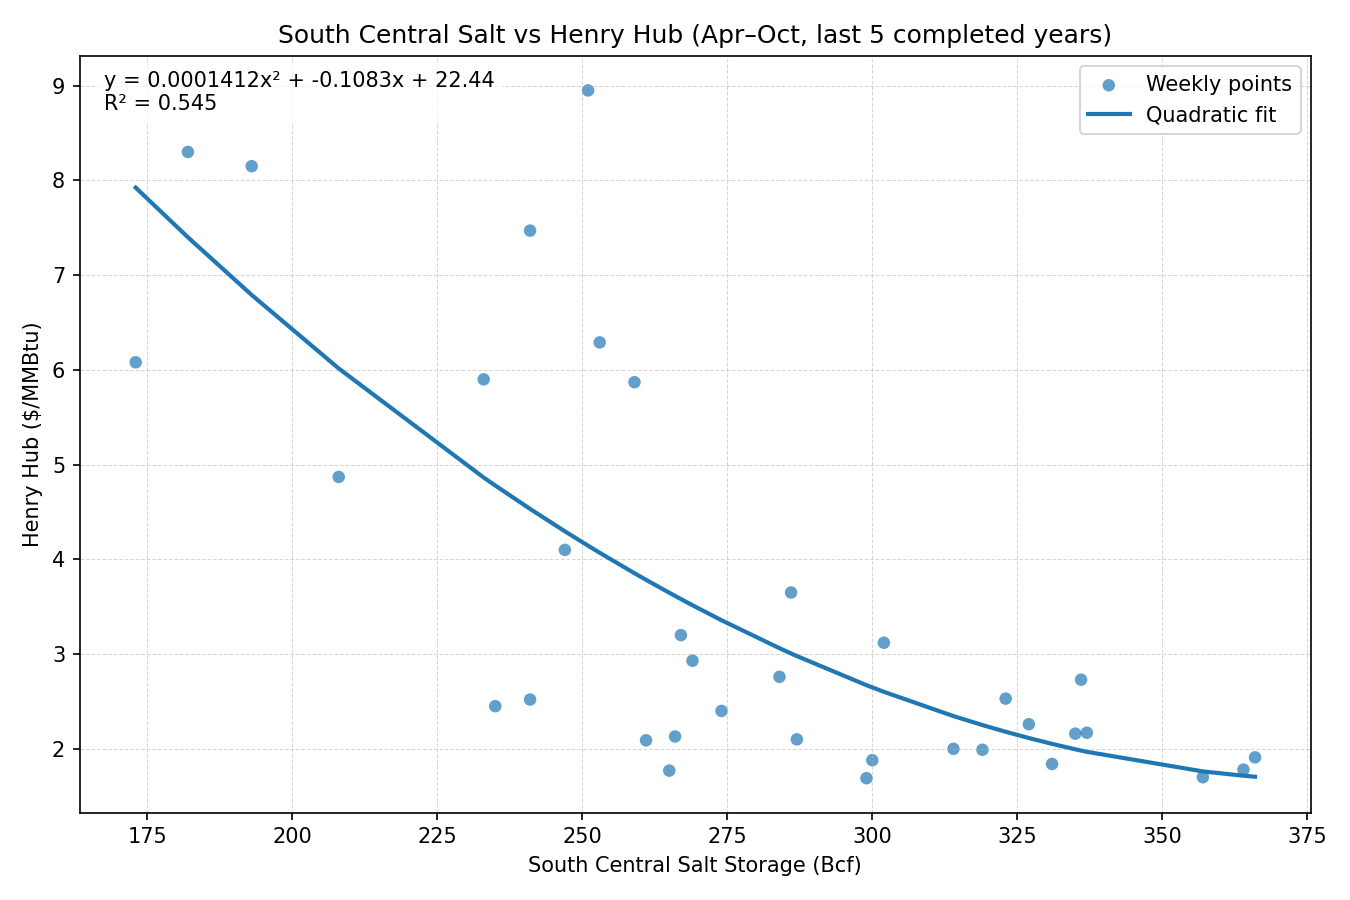 South Central Salt vs Henry Hub (Apr–Oct, last 5 completed years)
y = 0.0001412x² + -0.1083x + 22.44
R² = 0.545
Weekly points
Quadratic fit
Henry Hub ($/MMBtu)
9
8
7
6
5
4
3
2
175 200 225 250 275 300 325 350 375
South Central Salt Storage (Bcf)